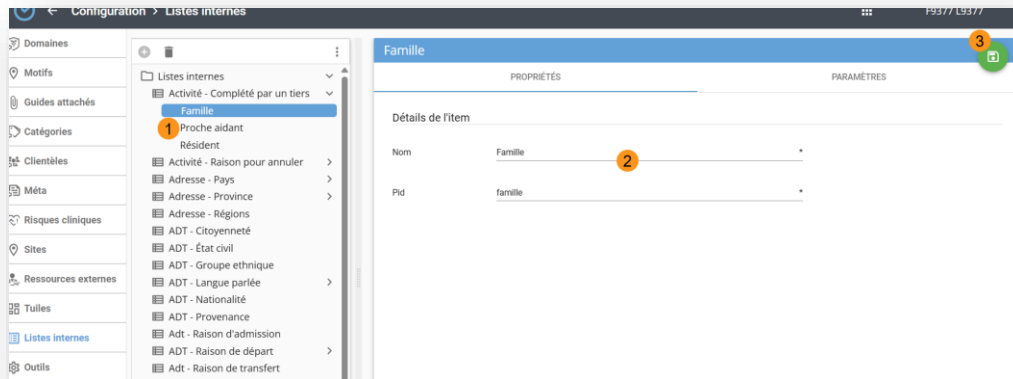 Configuration > Listes internes
F9377 L9377
Domaines
Motifs
Guides attachés
Catégories
Clientèles
Méta
Risques cliniques
Sites
Ressources externes
Tuiles
Listes internes
Outils
Listes internes
Activité - Complété par un tiers
Famille
1 Proche aidant
Résident
Activité - Raison pour annuler
Adresse - Pays
Adresse - Province
Adresse - Régions
ADT - Citoyenneté
ADT - État civil
ADT - Groupe ethnique
ADT - Langue parlée
ADT - Nationalité
ADT - Provenance
Adt - Raison d'admission
ADT - Raison de départ
Adt - Raison de transfert
Famille
3
PROPRIÉTÉS PARAMÈTRES
Détails de l'item
Nom Famille *
2
Pid famille *